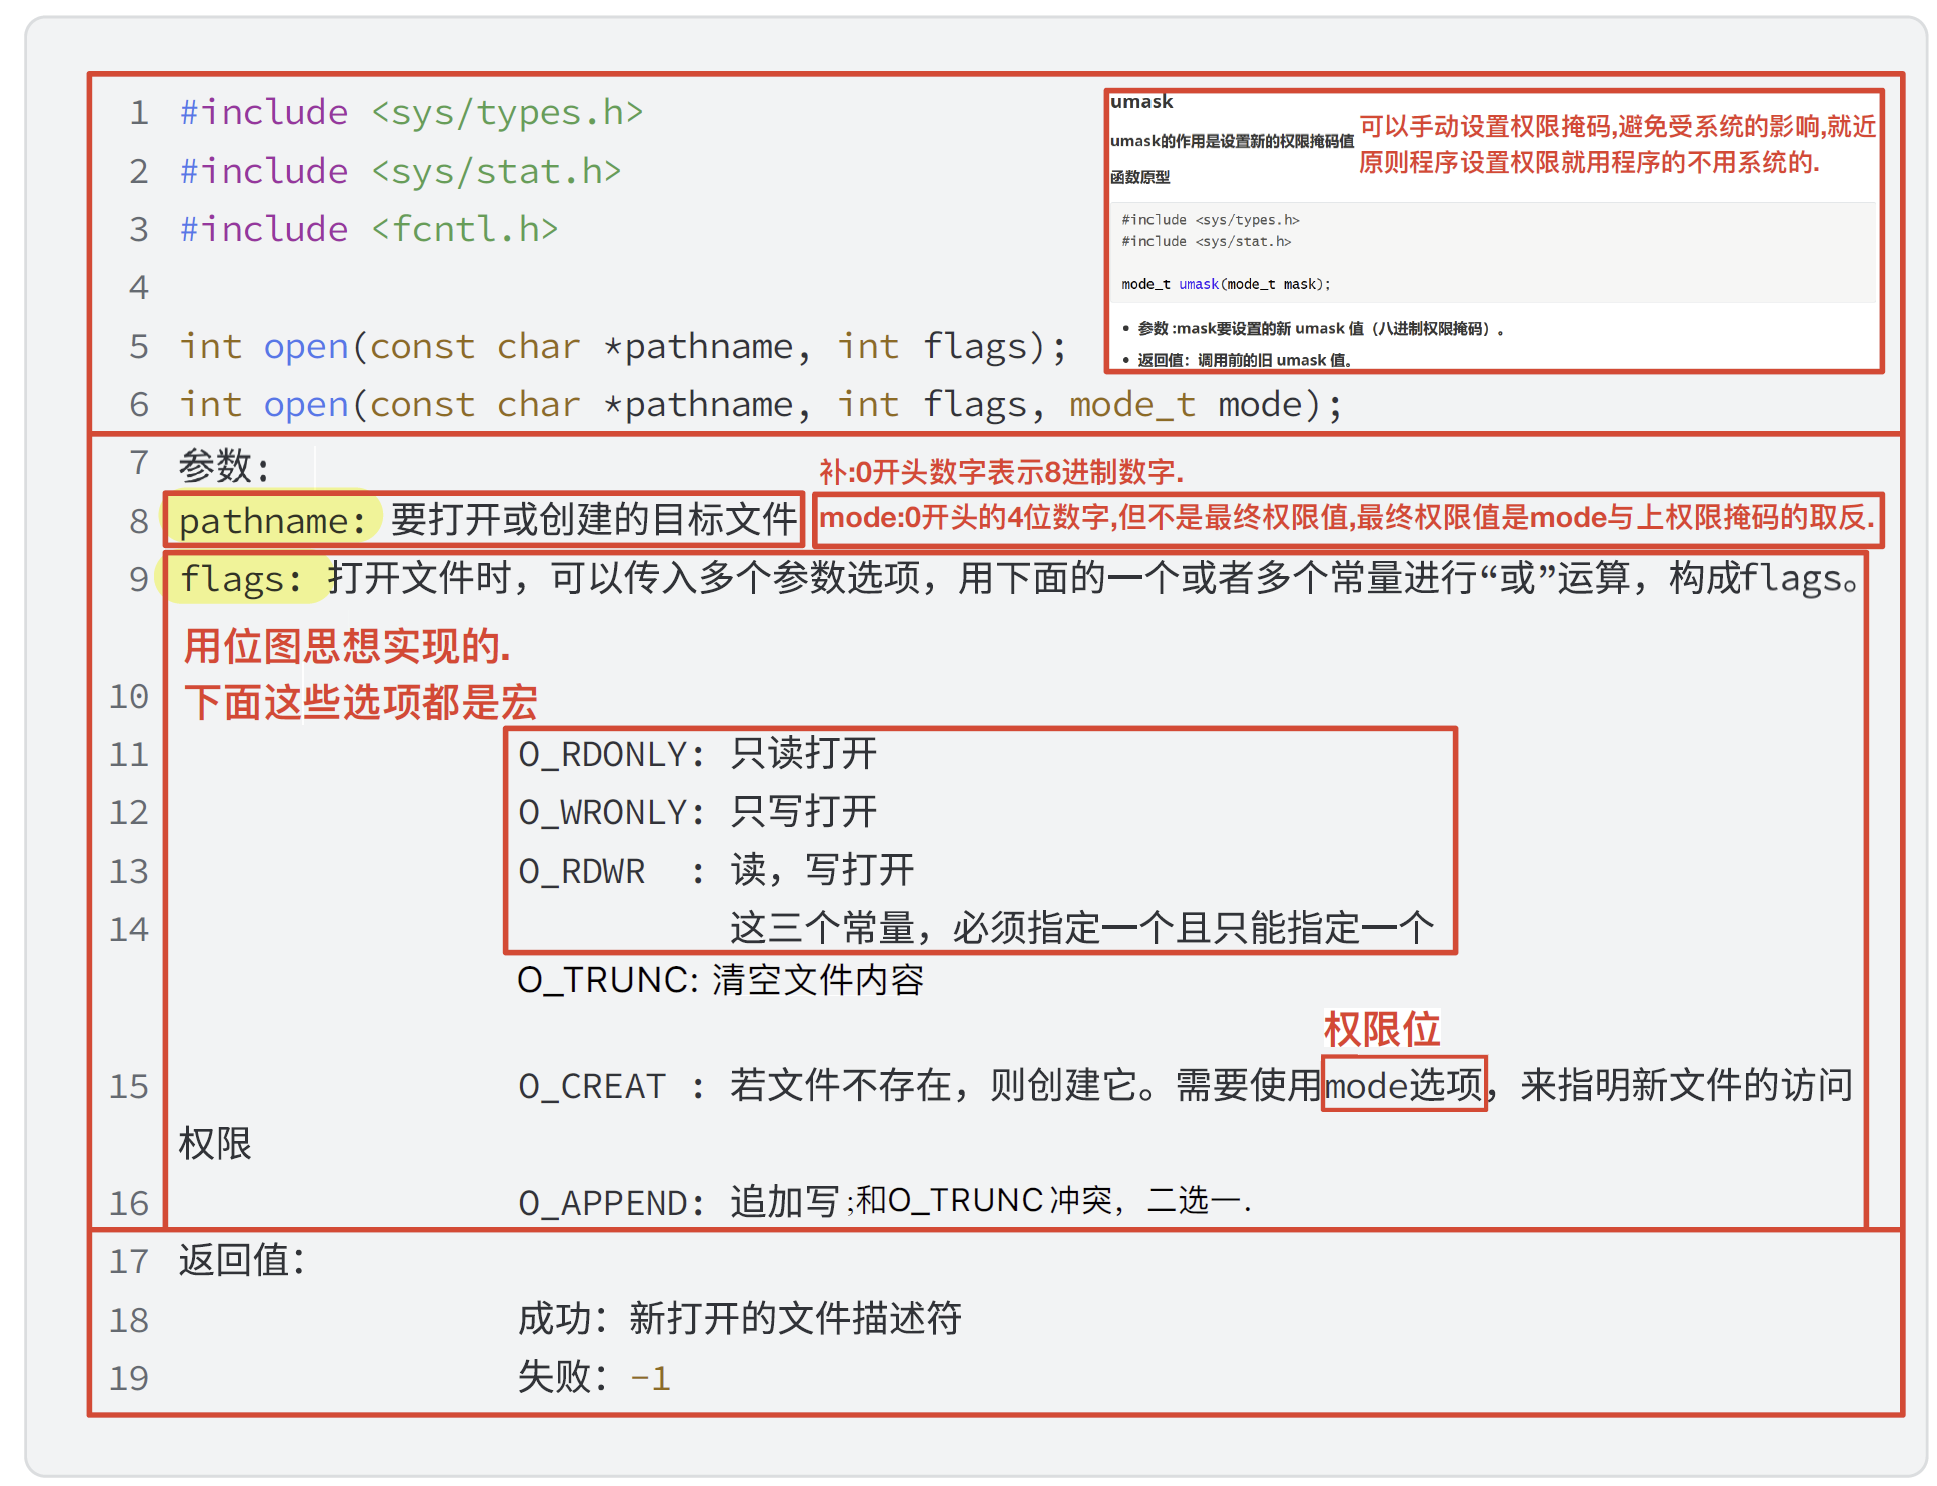 1 #include <sys/types.h>
2 #include <sys/stat.h>
3 #include <fcntl.h>
4
5 int open(const char *pathname, int flags);
6 int open(const char *pathname, int flags, mode_t mode);
umask
umask的作用是设置新的权限掩码值
可以手动设置权限掩码,避免受系统的影响,就近
原则程序设置权限就用程序的不用系统的.
函数原型
#include <sys/types.h>
#include <sys/stat.h>
mode_t umask(mode_t mask);
• 参数 :mask要设置的新 umask 值（八进制权限掩码）。
• 返回值：调用前的旧 umask 值。
7 参数:
补:0开头数字表示8进制数字.
8 pathname: 要打开或创建的目标文件
mode:0开头的4位数字,但不是最终权限值,最终权限值是mode与上权限掩码的取反.
9 flags: 打开文件时，可以传入多个参数选项，用下面的一个或者多个常量进行“或”运算，构成flags。
用位图思想实现的.
10 下面这些选项都是宏
11 O_RDONLY: 只读打开
12 O_WRONLY: 只写打开
13 O_RDWR : 读，写打开
14 这三个常量，必须指定一个且只能指定一个
O_TRUNC: 清空文件内容
权限位
15 O_CREAT : 若文件不存在，则创建它。需要使用mode选项，来指明新文件的访问
权限
16 O_APPEND: 追加写 ;和O_TRUNC 冲突，二选一.
17 返回值：
18 成功：新打开的文件描述符
19 失败：-1